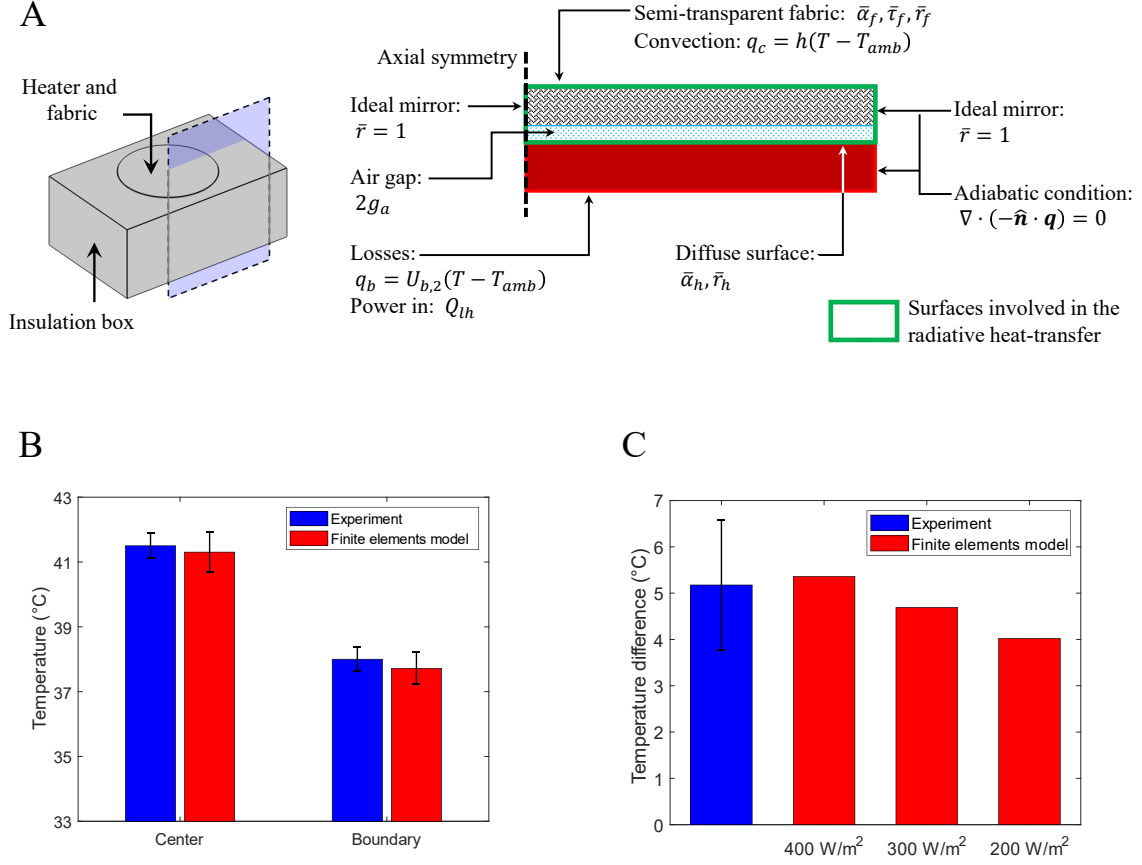 A
Heater and
fabric
Insulation box
Semi-transparent fabric: ᾱ_f, τ̄_f, r̄_f
Convection: q_c = h(T − T_amb)
Axial symmetry
Ideal mirror:
r̄ = 1
Air gap:
2g_a
Losses:
q_b = U_{b,2}(T − T_amb)
Power in: Q_lh
Ideal mirror:
r̄ = 1
Adiabatic condition:
∇ · (−n̂ · q) = 0
Diffuse surface:
ᾱ_h, r̄_h
Surfaces involved in the
radiative heat-transfer
B
43
41
39
37
35
33
Temperature (°C)
Experiment
Finite elements model
Center
Boundary
C
7
6
5
4
3
2
1
0
Temperature difference (°C)
Experiment
Finite elements model
400 W/m²
300 W/m²
200 W/m²